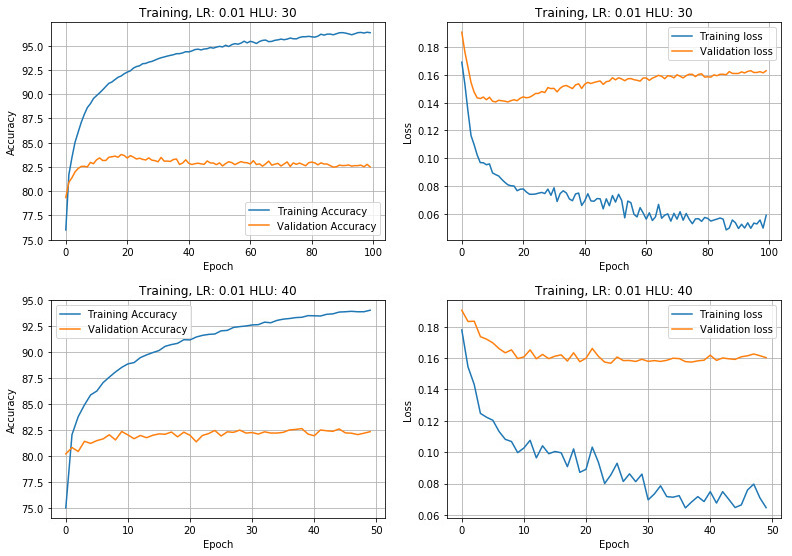 Training, LR: 0.01 HLU: 30
95.0
92.5
90.0
87.5
85.0
82.5
80.0
77.5
75.0
Accuracy
Training Accuracy
Validation Accuracy
0 20 40 60 80 100
Epoch
Training, LR: 0.01 HLU: 30
0.18
0.16
0.14
0.12
0.10
0.08
0.06
Loss
Training loss
Validation loss
0 20 40 60 80 100
Epoch
Training, LR: 0.01 HLU: 40
95.0
92.5
90.0
87.5
85.0
82.5
80.0
77.5
75.0
Accuracy
Training Accuracy
Validation Accuracy
0 10 20 30 40 50
Epoch
Training, LR: 0.01 HLU: 40
0.18
0.16
0.14
0.12
0.10
0.08
0.06
Loss
Training loss
Validation loss
0 10 20 30 40 50
Epoch